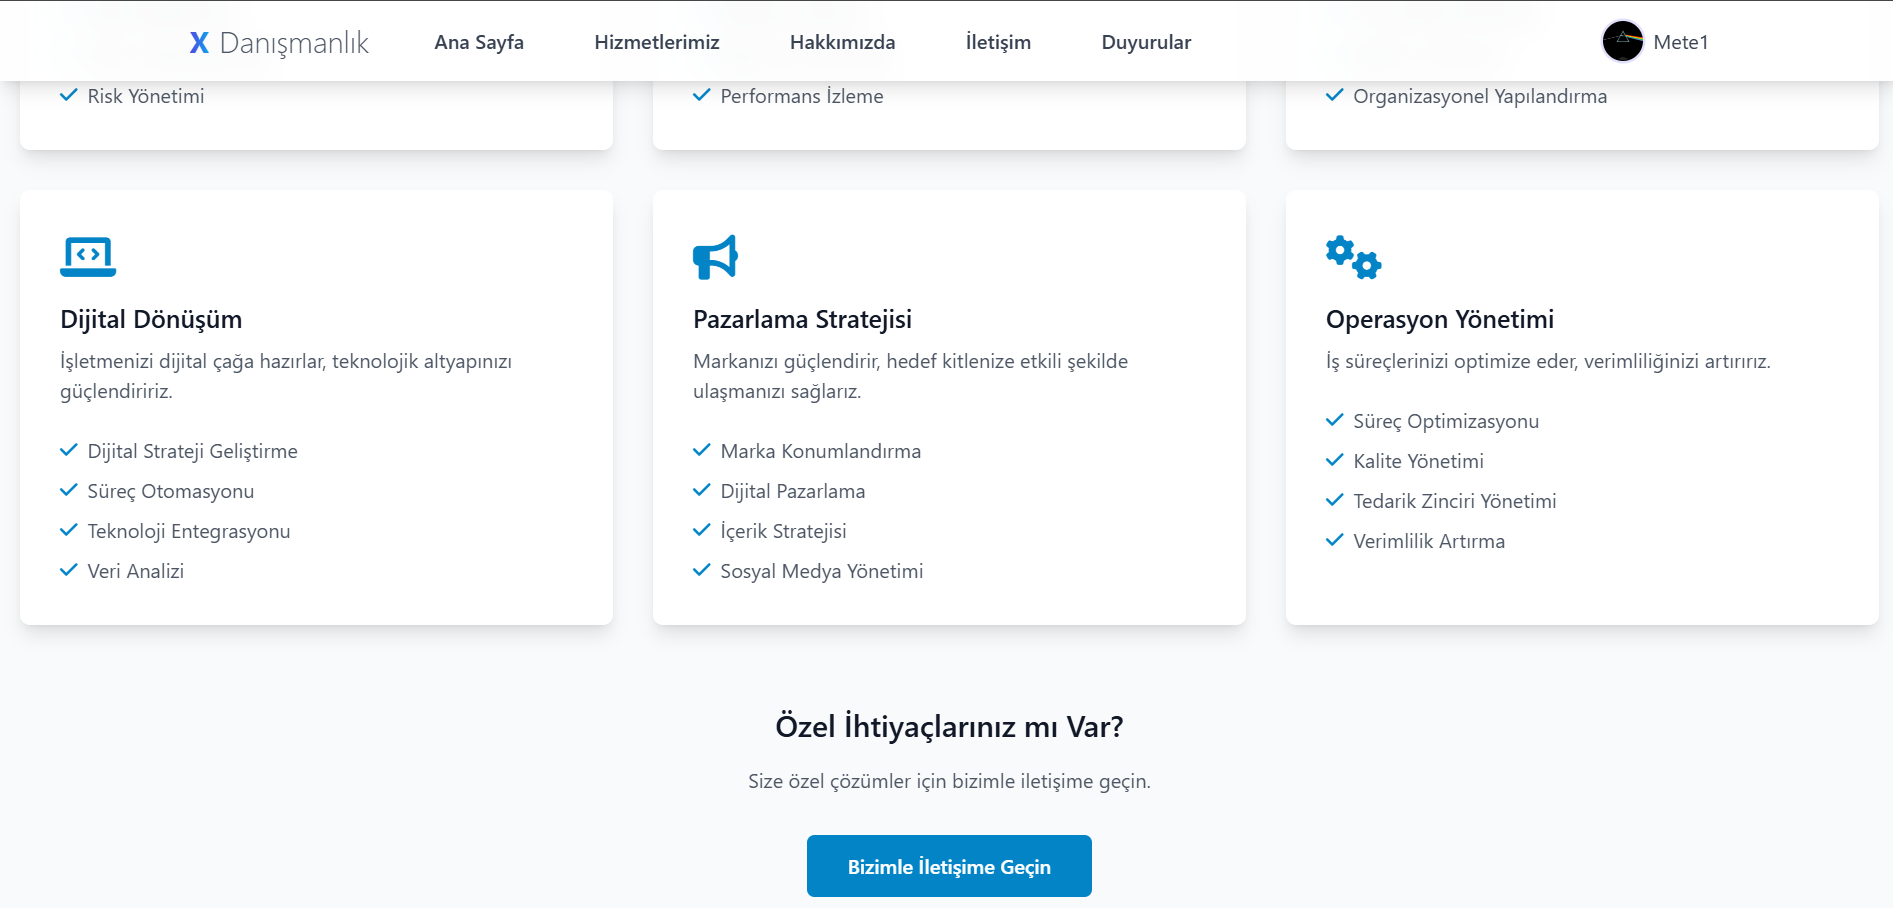 X Danışmanlık
Ana Sayfa
Hizmetlerimiz
Hakkımızda
İletişim
Duyurular
Mete1
Risk Yönetimi
Performans İzleme
Organizasyonel Yapılandırma
Dijital Dönüşüm
İşletmenizi dijital çağa hazırlar, teknolojik altyapınızı
güçlendiririz.
Dijital Strateji Geliştirme
Süreç Otomasyonu
Teknoloji Entegrasyonu
Veri Analizi
Pazarlama Stratejisi
Markanızı güçlendirir, hedef kitlenize etkili şekilde
ulaşmanızı sağlarız.
Marka Konumlandırma
Dijital Pazarlama
İçerik Stratejisi
Sosyal Medya Yönetimi
Operasyon Yönetimi
İş süreçlerinizi optimize eder, verimliliğinizi artırırız.
Süreç Optimizasyonu
Kalite Yönetimi
Tedarik Zinciri Yönetimi
Verimlilik Artırma
Özel İhtiyaçlarınız mı Var?
Size özel çözümler için bizimle iletişime geçin.
Bizimle İletişime Geçin